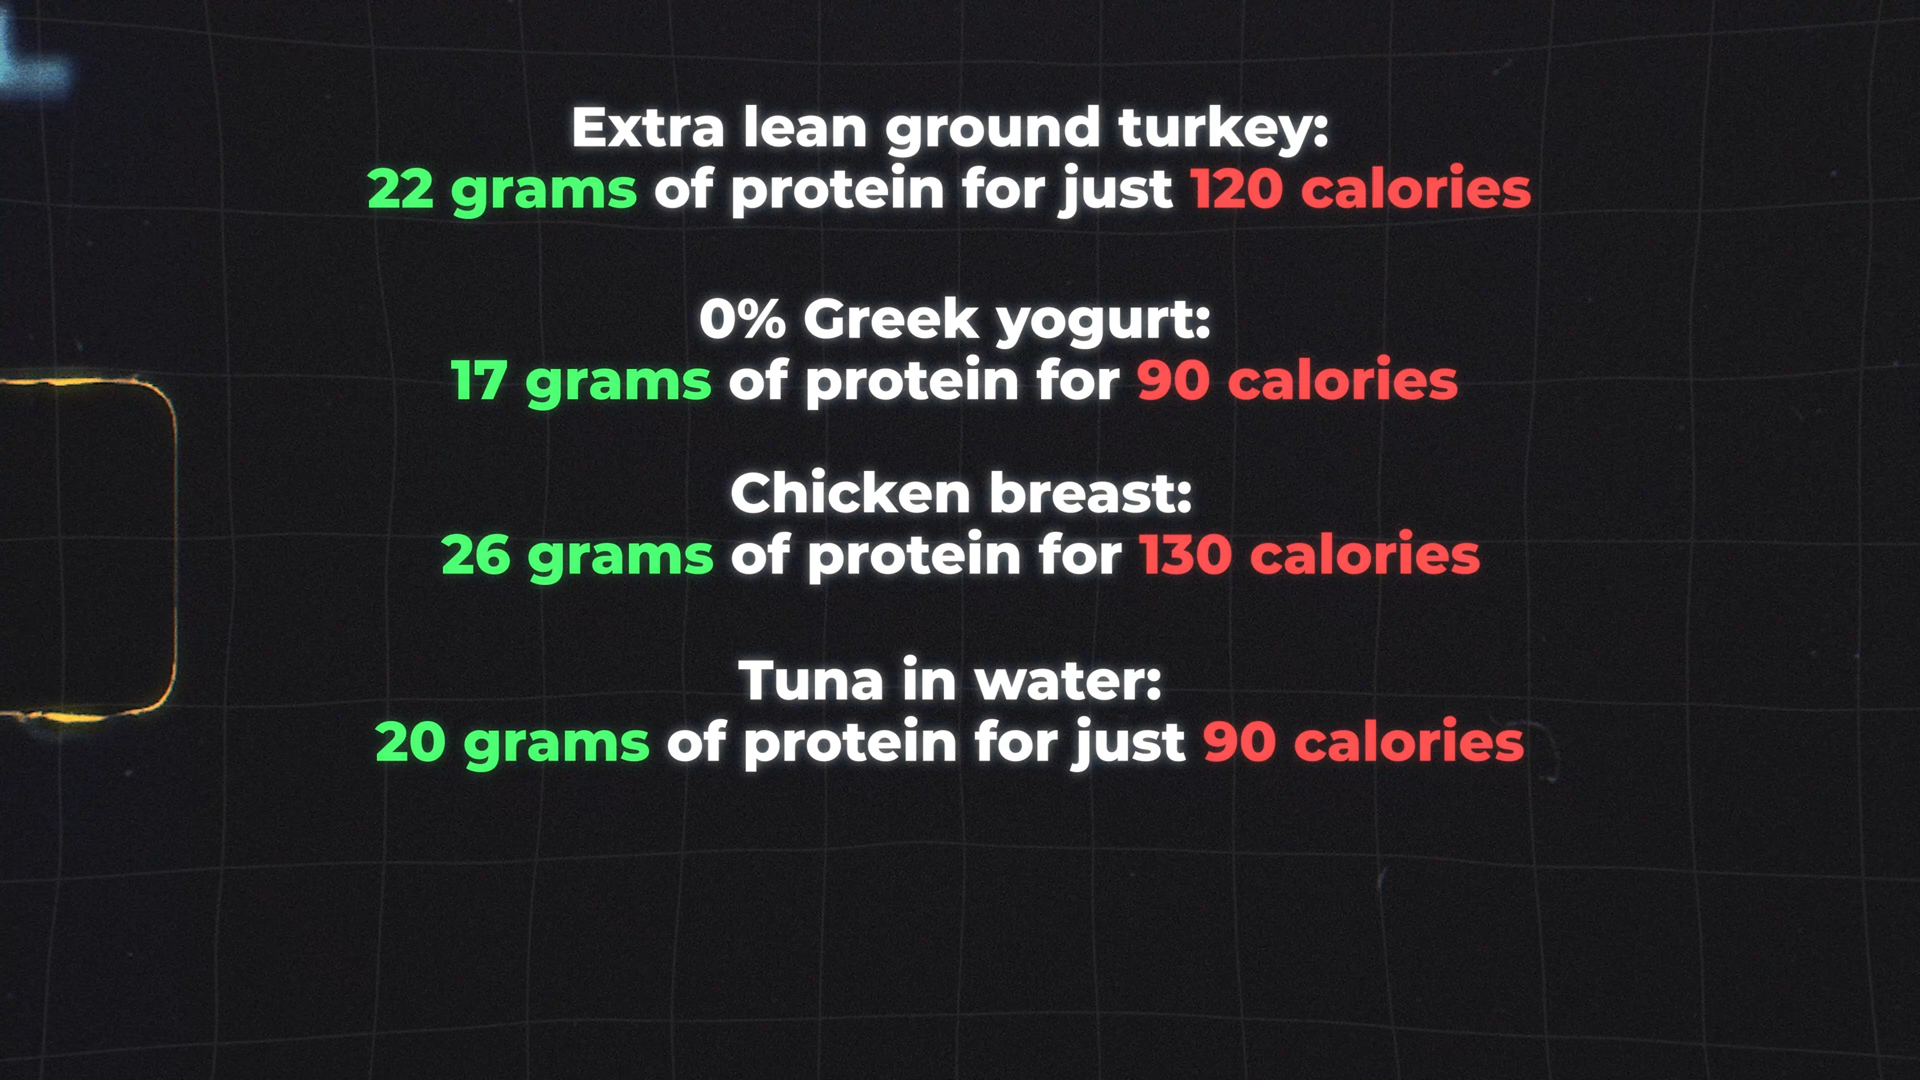 Extra lean ground turkey:
22 grams of protein for just 120 calories
0% Greek yogurt:
17 grams of protein for 90 calories
Chicken breast:
26 grams of protein for 130 calories
Tuna in water:
20 grams of protein for just 90 calories